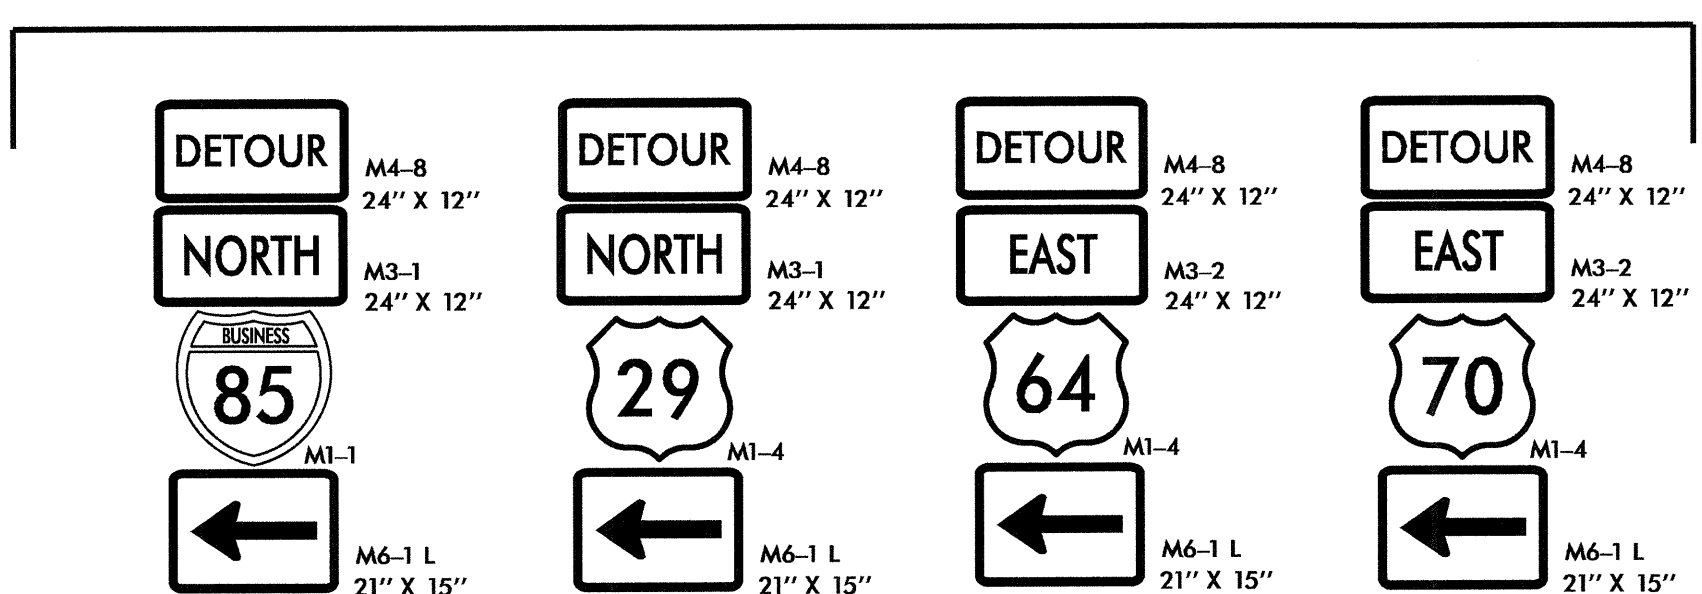 DETOUR
M4–8
24" X 12"
NORTH
M3–1
24" X 12"
BUSINESS
85
M1–1
M6–1 L
21" X 15"
DETOUR
M4–8
24" X 12"
NORTH
M3–1
24" X 12"
29
M1–4
M6–1 L
21" X 15"
DETOUR
M4–8
24" X 12"
EAST
M3–2
24" X 12"
64
M1–4
M6–1 L
21" X 15"
DETOUR
M4–8
24" X 12"
EAST
M3–2
24" X 12"
70
M1–4
M6–1 L
21" X 15"